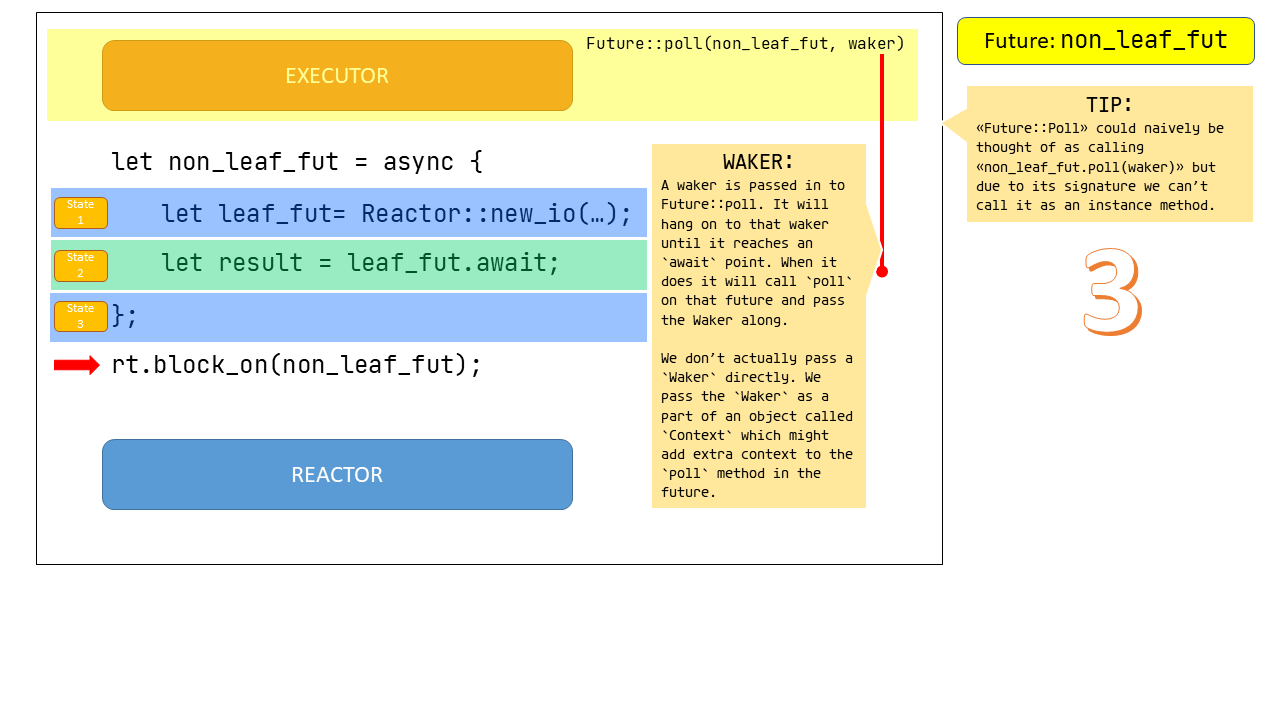 EXECUTOR
Future::poll(non_leaf_fut, waker)
let non_leaf_fut = async {
State
1
let leaf_fut= Reactor::new_io(…);
State
2
let result = leaf_fut.await;
State
3
};
rt.block_on(non_leaf_fut);
REACTOR
WAKER:
A waker is passed in to
Future::poll. It will
hang on to that waker
until it reaches an
`await` point. When it
does it will call `poll`
on that future and pass
the Waker along.
We don’t actually pass a
`Waker` directly. We
pass the `Waker` as a
part of an object called
`Context` which might
add extra context to the
`poll` method in the
future.
Future: non_leaf_fut
TIP:
«Future::Poll» could naively be
thought of as calling
«non_leaf_fut.poll(waker)» but
due to its signature we can’t
call it as an instance method.
3